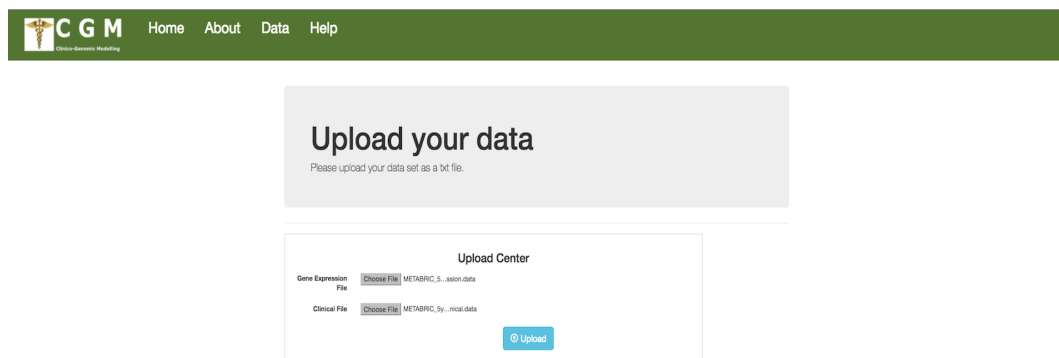 C G M
Clinico-Genomic Modelling
Home About Data Help
Upload your data
Please upload your data set as a txt file.
Upload Center
Gene Expression File Choose File METABRIC_5...ssion.data
Clinical File Choose File METABRIC_5y...nical.data
Upload